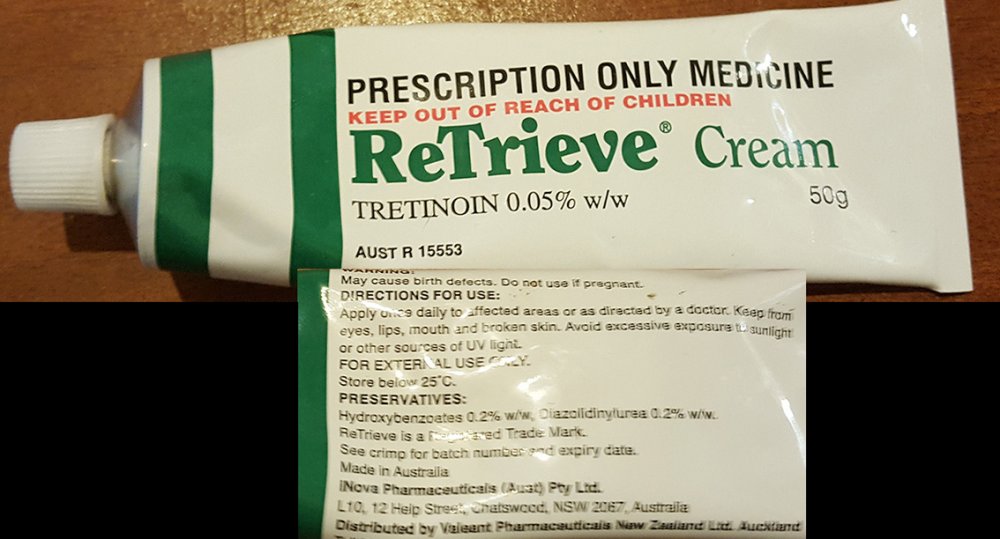 PRESCRIPTION ONLY MEDICINE
KEEP OUT OF REACH OF CHILDREN
ReTrieve® Cream
50g
TRETINOIN 0.05% w/w
AUST R 15553
WARNING:
May cause birth defects. Do not use if pregnant.
DIRECTIONS FOR USE:
Apply once daily to affected areas or as directed by a doctor. Keep from
eyes, lips, mouth and broken skin. Avoid excessive exposure to sunlight
or other sources of UV light.
FOR EXTERNAL USE ONLY.
Store below 25°C.
PRESERVATIVES:
Hydroxybenzoates 0.2% w/w, Diazolidinylurea 0.2% w/w.
ReTrieve is a Registered Trade Mark.
See crimp for batch number and expiry date.
Made in Australia
iNova Pharmaceuticals (Aust) Pty Ltd.
L10, 12 Help Street, Chatswood, NSW 2067, Australia
Distributed by Valeant Pharmaceuticals New Zealand Ltd. Auckland